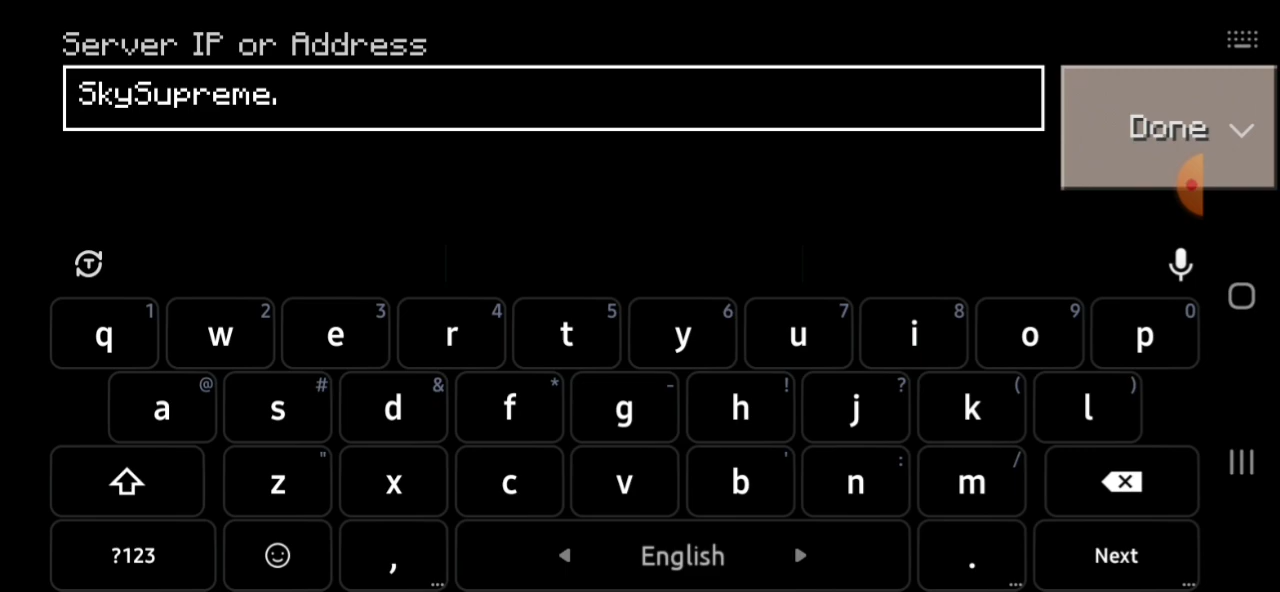 Server IP or Address
SkySupreme.
Done
q 1 w 2 e 3 r 4 t 5 y 6 u 7 i 8 o 9 p 0
a @ s # d & f * g - h ! j ? k ( l )
z " x c v b ' n : m /
?123 , ... English . ... Next ...